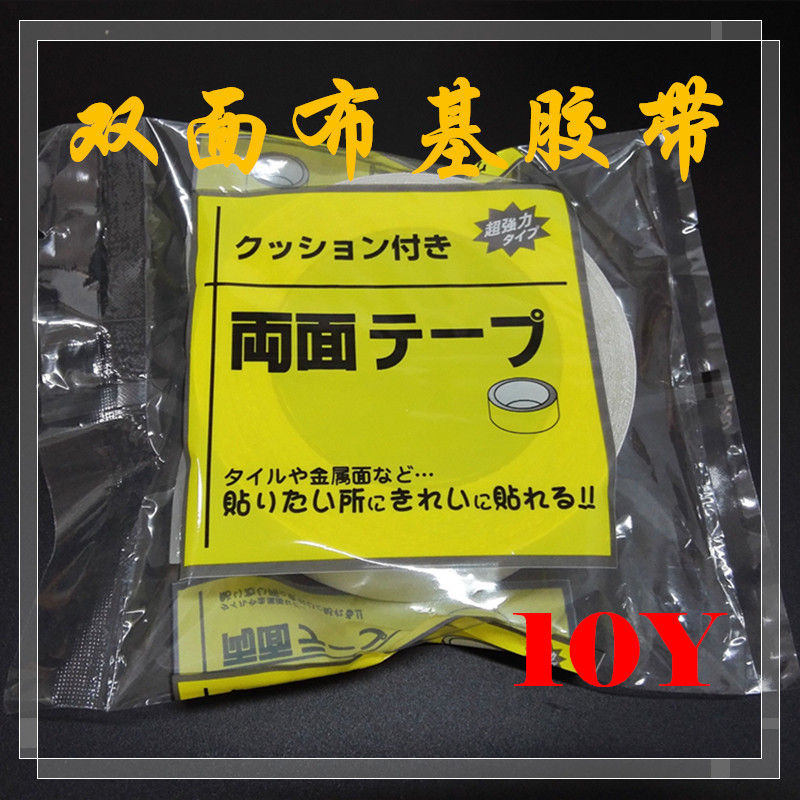 双面布基胶带
超強力
タイプ
クッション付き
両面テープ
タイルや金属面など…
貼りたい所にきれいに貼れる!!
10Y